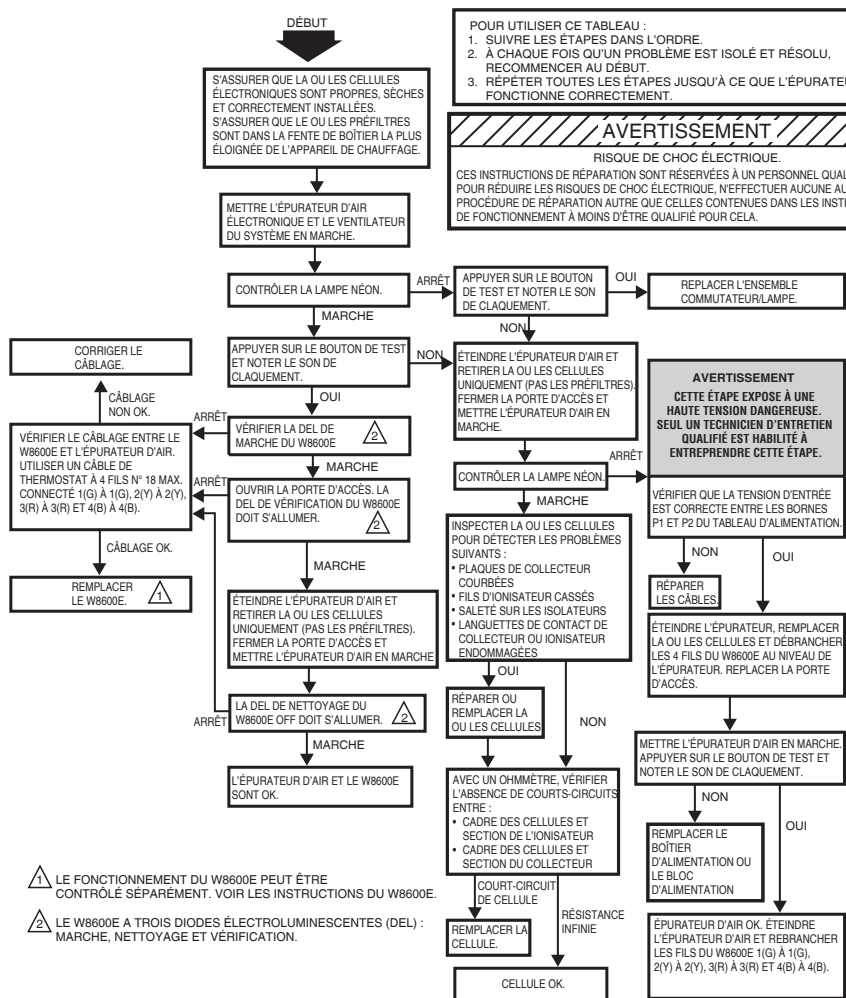 DÉBUT
POUR UTILISER CE TABLEAU :
1. SUIVRE LES ÉTAPES DANS L'ORDRE.
2. À CHAQUE FOIS QU'UN PROBLÈME EST ISOLÉ ET RÉSOLU,
RECOMMENCER AU DÉBUT.
3. RÉPÉTER TOUTES LES ÉTAPES JUSQU'À CE QUE L'ÉPURATE
FONCTIONNE CORRECTEMENT.
S'ASSURER QUE LA OU LES CELLULES
ÉLECTRONIQUES SONT PROPRES, SÈCHES
ET CORRECTEMENT INSTALLÉES.
S'ASSURER QUE LE OU LES PRÉFILTRES
SONT DANS LA FENTE DE BOÎTIER LA PLUS
ÉLOIGNÉE DE L'APPAREIL DE CHAUFFAGE.
AVERTISSEMENT
RISQUE DE CHOC ÉLECTRIQUE.
CES INSTRUCTIONS DE RÉPARATION SONT RÉSERVÉES À UN PERSONNEL QUAL
POUR RÉDUIRE LES RISQUES DE CHOC ÉLECTRIQUE, N'EFFECTUER AUCUNE AU
PROCÉDURE DE RÉPARATION AUTRE QUE CELLES CONTENUES DANS LES INST
DE FONCTIONNEMENT À MOINS D'ÊTRE QUALIFIÉ POUR CELA.
METTRE L'ÉPURATEUR D'AIR
ÉLECTRONIQUE ET LE VENTILATEUR
DU SYSTÈME EN MARCHE.
CONTRÔLER LA LAMPE NÉON.
ARRÊT
APPUYER SUR LE BOUTON
DE TEST ET NOTER LE SON
DE CLAQUEMENT.
OUI
REPLACER L'ENSEMBLE
COMMUTATEUR/LAMPE.
MARCHE
NON
APPUYER SUR LE BOUTON DE TEST
ET NOTER LE SON DE
CLAQUEMENT.
NON
ÉTEINDRE L'ÉPURATEUR D'AIR ET
RETIRER LA OU LES CELLULES
UNIQUEMENT (PAS LES PRÉFILTRES).
FERMER LA PORTE D'ACCÈS ET
METTRE L'ÉPURATEUR D'AIR EN
MARCHE.
CORRIGER LE
CÂBLAGE.
CÂBLAGE
NON OK.
OUI
AVERTISSEMENT
CETTE ÉTAPE EXPOSE À UNE
HAUTE TENSION DANGEREUSE.
SEUL UN TECHNICIEN D'ENTRETIEN
QUALIFIÉ EST HABILITÉ À
ENTREPRENDRE CETTE ÉTAPE.
VÉRIFIER LA DEL DE
MARCHE DU W8600E
2
ARRÊT
VÉRIFIER LE CÂBLAGE ENTRE LE
W8600E ET L'ÉPURATEUR D'AIR.
UTILISER UN CÂBLE DE
THERMOSTAT À 4 FILS N° 18 MAX.
CONNECTÉ 1(G) À 1(G), 2(Y) À 2(Y),
3(R) À 3(R) ET 4(B) À 4(B).
MARCHE
CONTRÔLER LA LAMPE NÉON.
ARRÊT
ARRÊT
OUVRIR LA PORTE D'ACCÈS. LA
DEL DE VÉRIFICATION DU W8600E
DOIT S'ALLUMER.
2
MARCHE
VÉRIFIER QUE LA TENSION D'ENTRÉE
EST CORRECTE ENTRE LES BORNES
P1 ET P2 DU TABLEAU D'ALIMENTATION.
INSPECTER LA OU LES CELLULES
POUR DÉTECTER LES PROBLÈMES
SUIVANTS :
• PLAQUES DE COLLECTEUR
COURBÉES
• FILS D'IONISATEUR CASSÉS
• SALETÉ SUR LES ISOLATEURS
• LANGUETTES DE CONTACT DE
COLLECTEUR OU IONISATEUR
ENDOMMAGÉES
CÂBLAGE OK.
MARCHE
NON
OUI
REMPLACER
LE W8600E.
1
RÉPARER
LES CÂBLES.
ÉTEINDRE L'ÉPURATEUR D'AIR ET
RETIRER LA OU LES CELLULES
UNIQUEMENT (PAS LES PRÉFILTRES).
FERMER LA PORTE D'ACCÈS ET
METTRE L'ÉPURATEUR D'AIR EN MARCHE
ÉTEINDRE L'ÉPURATEUR, REMPLACER
LA OU LES CELLULES ET DÉBRANCHER
LES 4 FILS DU W8600E AU NIVEAU DE
L'ÉPURATEUR. REPLACER LA PORTE
D'ACCÈS.
OUI
NON
RÉPARER OU
REMPLACER LA
OU LES CELLULES
ARRÊT
LA DEL DE NETTOYAGE DU
W8600E OFF DOIT S'ALLUMER.
2
MARCHE
METTRE L'ÉPURATEUR D'AIR EN MARCHE.
APPUYER SUR LE BOUTON DE TEST ET
NOTER LE SON DE CLAQUEMENT.
L'ÉPURATEUR D'AIR ET LE W8600E
SONT OK.
AVEC UN OHMMÈTRE, VÉRIFIER
L'ABSENCE DE COURTS-CIRCUITS
ENTRE :
• CADRE DES CELLULES ET
SECTION DE L'IONISATEUR
• CADRE DES CELLULES ET
SECTION DU COLLECTEUR
NON
OUI
REMPLACER LE
BOÎTIER
D'ALIMENTATION OU
LE BLOC
D'ALIMENTATION
1 LE FONCTIONNEMENT DU W8600E PEUT ÊTRE
CONTRÔLÉ SÉPARÉMENT. VOIR LES INSTRUCTIONS DU W8600E.
COURT-CIRCUIT
DE CELLULE
RÉSISTANCE
INFINIE
2 LE W8600E A TROIS DIODES ÉLECTROLUMINESCENTES (DEL) :
MARCHE, NETTOYAGE ET VÉRIFICATION.
REMPLACER LA
CELLULE.
ÉPURATEUR D'AIR OK. ÉTEINDRE
L'ÉPURATEUR D'AIR ET REBRANCHER
LES FILS DU W8600E 1(G) À 1(G),
2(Y) À 2(Y), 3(R) À 3(R) ET 4(B) À 4(B).
CELLULE OK.